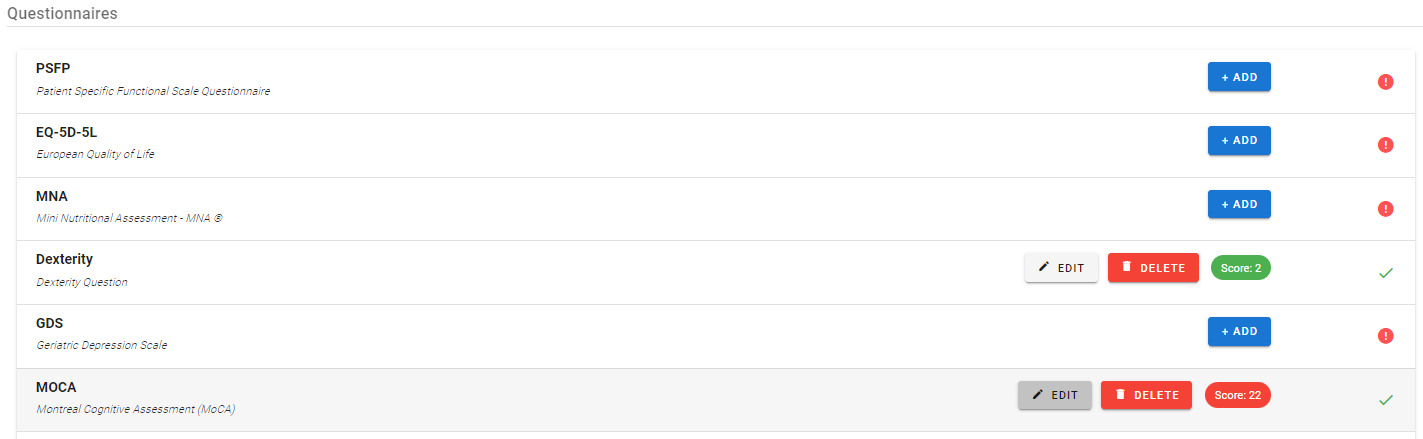 Questionnaires
PSFP
Patient Specific Functional Scale Questionnaire
+ ADD
EQ-5D-5L
European Quality of Life
+ ADD
MNA
Mini Nutritional Assessment - MNA ®
+ ADD
Dexterity
Dexterity Question
EDIT DELETE Score: 2
GDS
Geriatric Depression Scale
+ ADD
MOCA
Montreal Cognitive Assessment (MoCA)
EDIT DELETE Score: 22